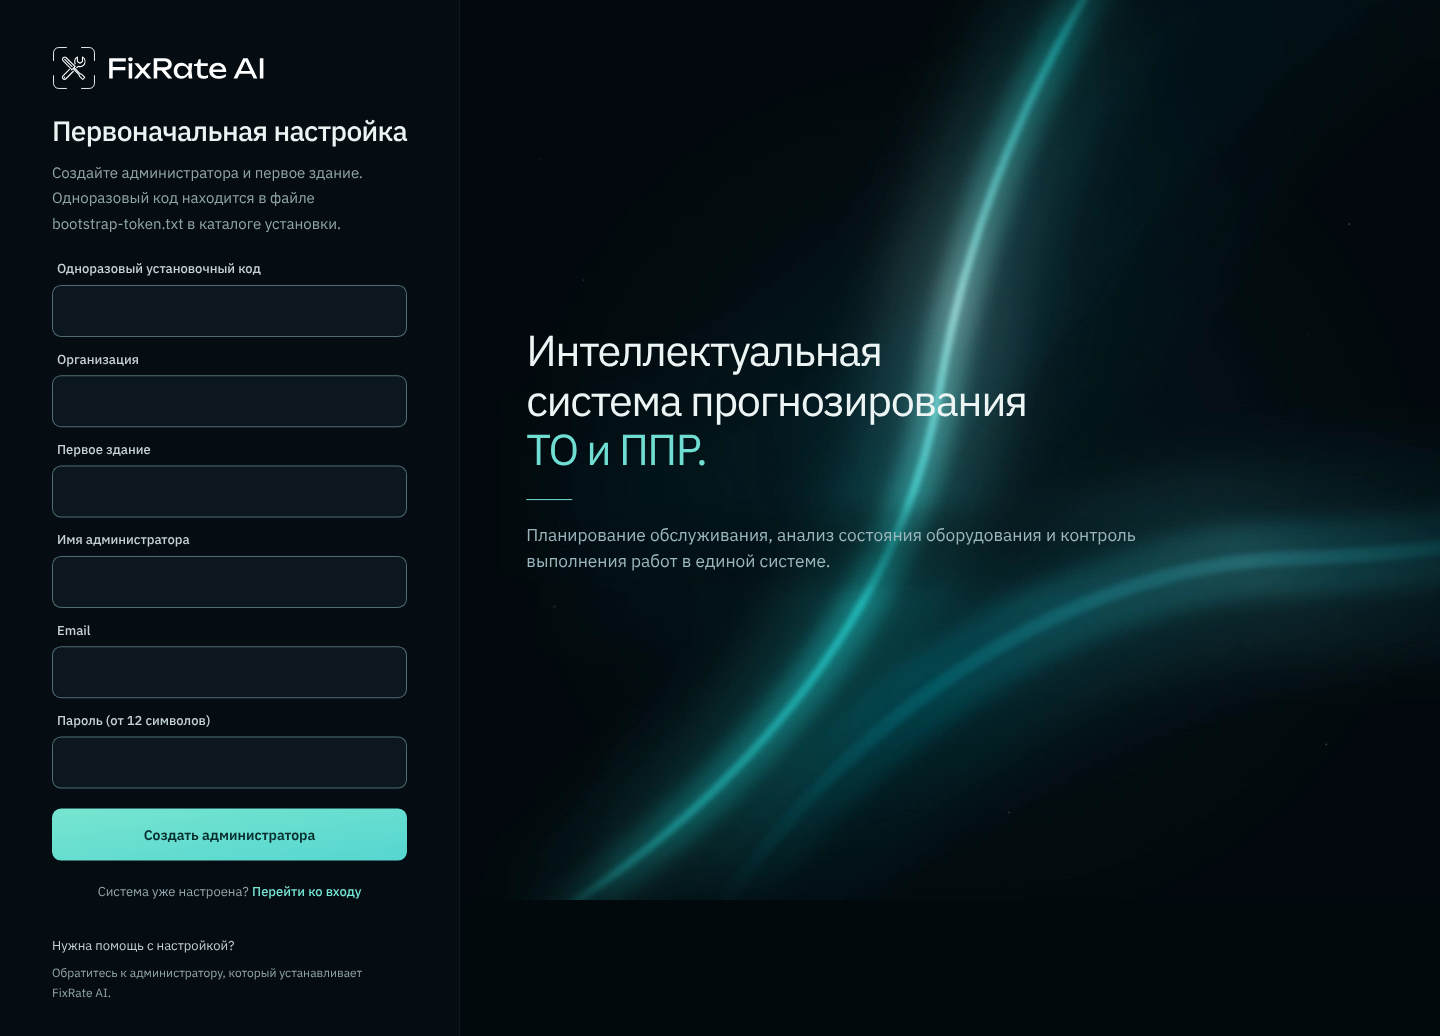 FixRate AI
Первоначальная настройка
Создайте администратора и первое здание.
Одноразовый код находится в файле
bootstrap-token.txt в каталоге установки.
Одноразовый установочный код
Организация
Первое здание
Имя администратора
Email
Пароль (от 12 символов)
Создать администратора
Система уже настроена? Перейти ко входу
Нужна помощь с настройкой?
Обратитесь к администратору, который устанавливает
FixRate AI.
Интеллектуальная
система прогнозирования
ТО и ППР.
Планирование обслуживания, анализ состояния оборудования и контроль
выполнения работ в единой системе.